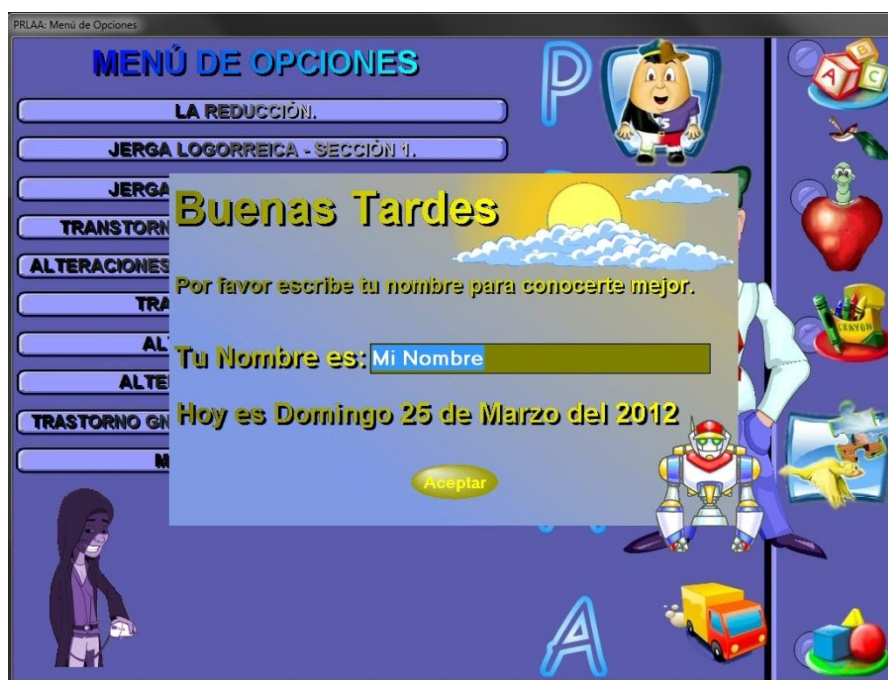 PRLAA: Menú de Opciones
MENÚ DE OPCIONES
LA REDUCCIÓN.
JERGA LOGORREICA - SECCIÓN 1.
JERGA
TRANSTORN
ALTERACIONES
TRA
AL
ALTE
TRASTORNO GN
M
Buenas Tardes
Por favor escribe tu nombre para conocerte mejor.
Tu Nombre es: Mi Nombre
Hoy es Domingo 25 de Marzo del 2012
Aceptar
P
A
A
C
CRAYON